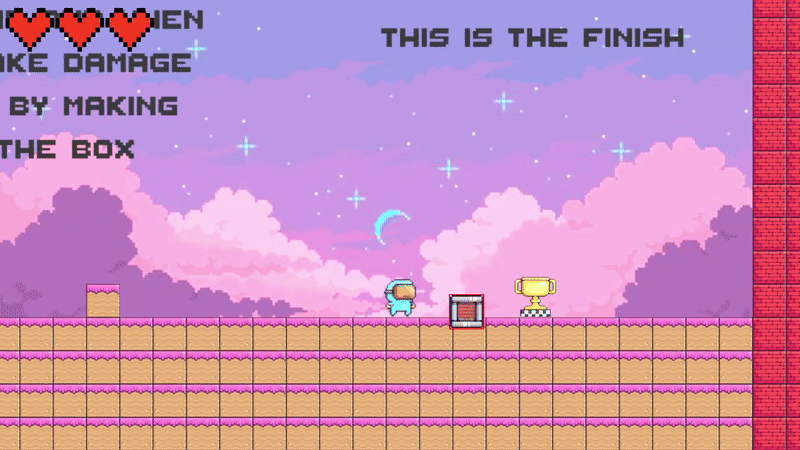 AKE DAMAGE
BY MAKING
THE BOX
THIS IS THE FINISH